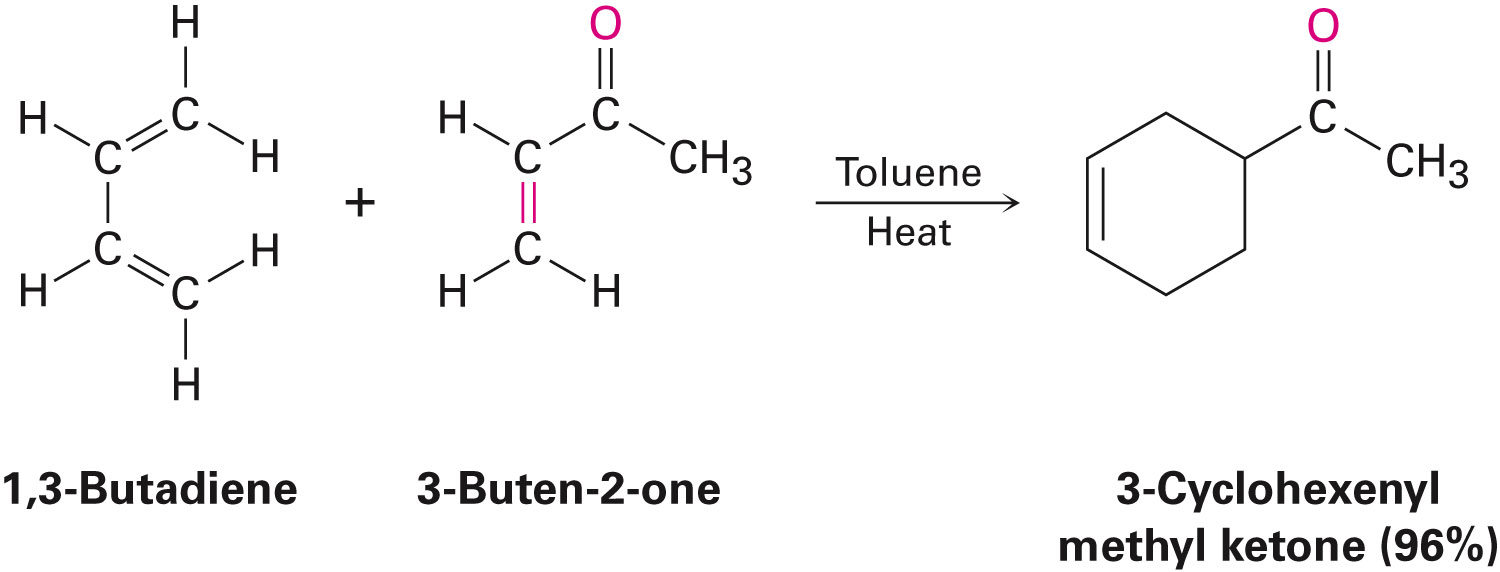 H
H
C
H
C
C
H
H
C
H
H
+
O
H
C
C
CH3
C
H
H
Toluene
Heat
O
C
CH3
1,3-Butadiene
3-Buten-2-one
3-Cyclohexenyl
methyl ketone (96%)